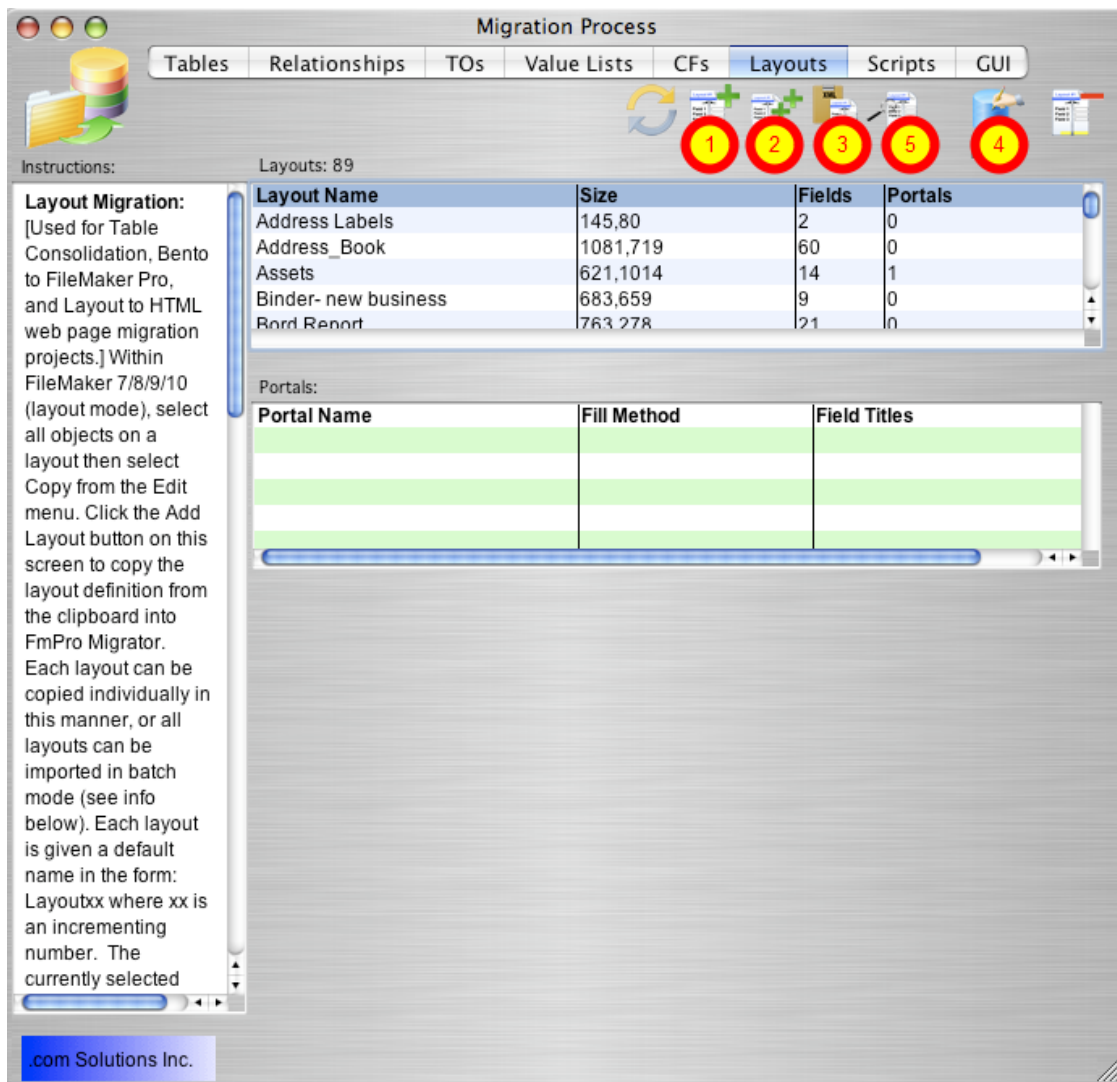 Migration Process
Tables Relationships TOs Value Lists CFs Layouts Scripts GUI
XML
1 2 3 5 4
Instructions:
Layouts: 89
Layout Migration:
[Used for Table
Consolidation, Bento
to FileMaker Pro,
and Layout to HTML
web page migration
projects.] Within
FileMaker 7/8/9/10
(layout mode), select
all objects on a
layout then select
Copy from the Edit
menu. Click the Add
Layout button on this
screen to copy the
layout definition from
the clipboard into
FmPro Migrator.
Each layout can be
copied individually in
this manner, or all
layouts can be
imported in batch
mode (see info
below). Each layout
is given a default
name in the form:
Layoutxx where xx is
an incrementing
number. The
currently selected
Layout Name Size Fields Portals
Address Labels 145,80 2 0
Address_Book 1081,719 60 0
Assets 621,1014 14 1
Binder- new business 683,659 9 0
Bord Report 763,278 21 0
Portals:
Portal Name Fill Method Field Titles
.com Solutions Inc.